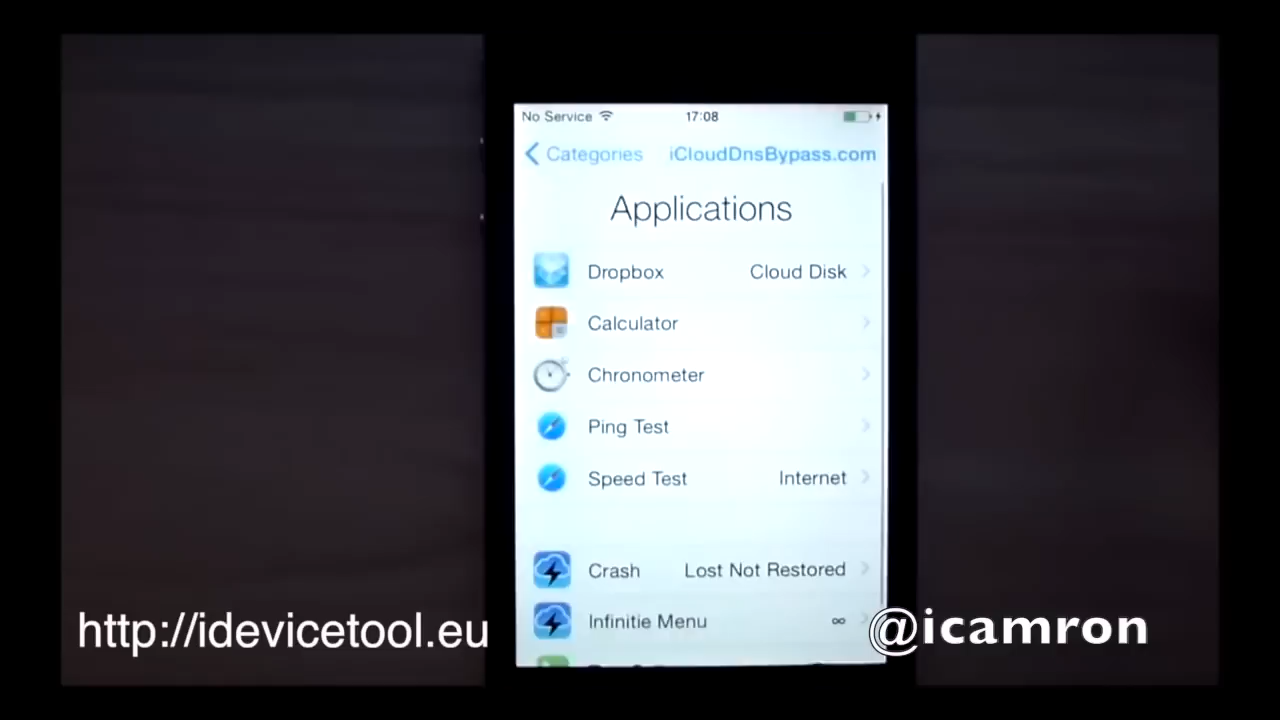 No Service 17:08
Categories iCloudDnsBypass.com
Applications
Dropbox Cloud Disk
Calculator
Chronometer
Ping Test
Speed Test Internet
Crash Lost Not Restored
Infinitie Menu ∞
http://idevicetool.eu
@icamron